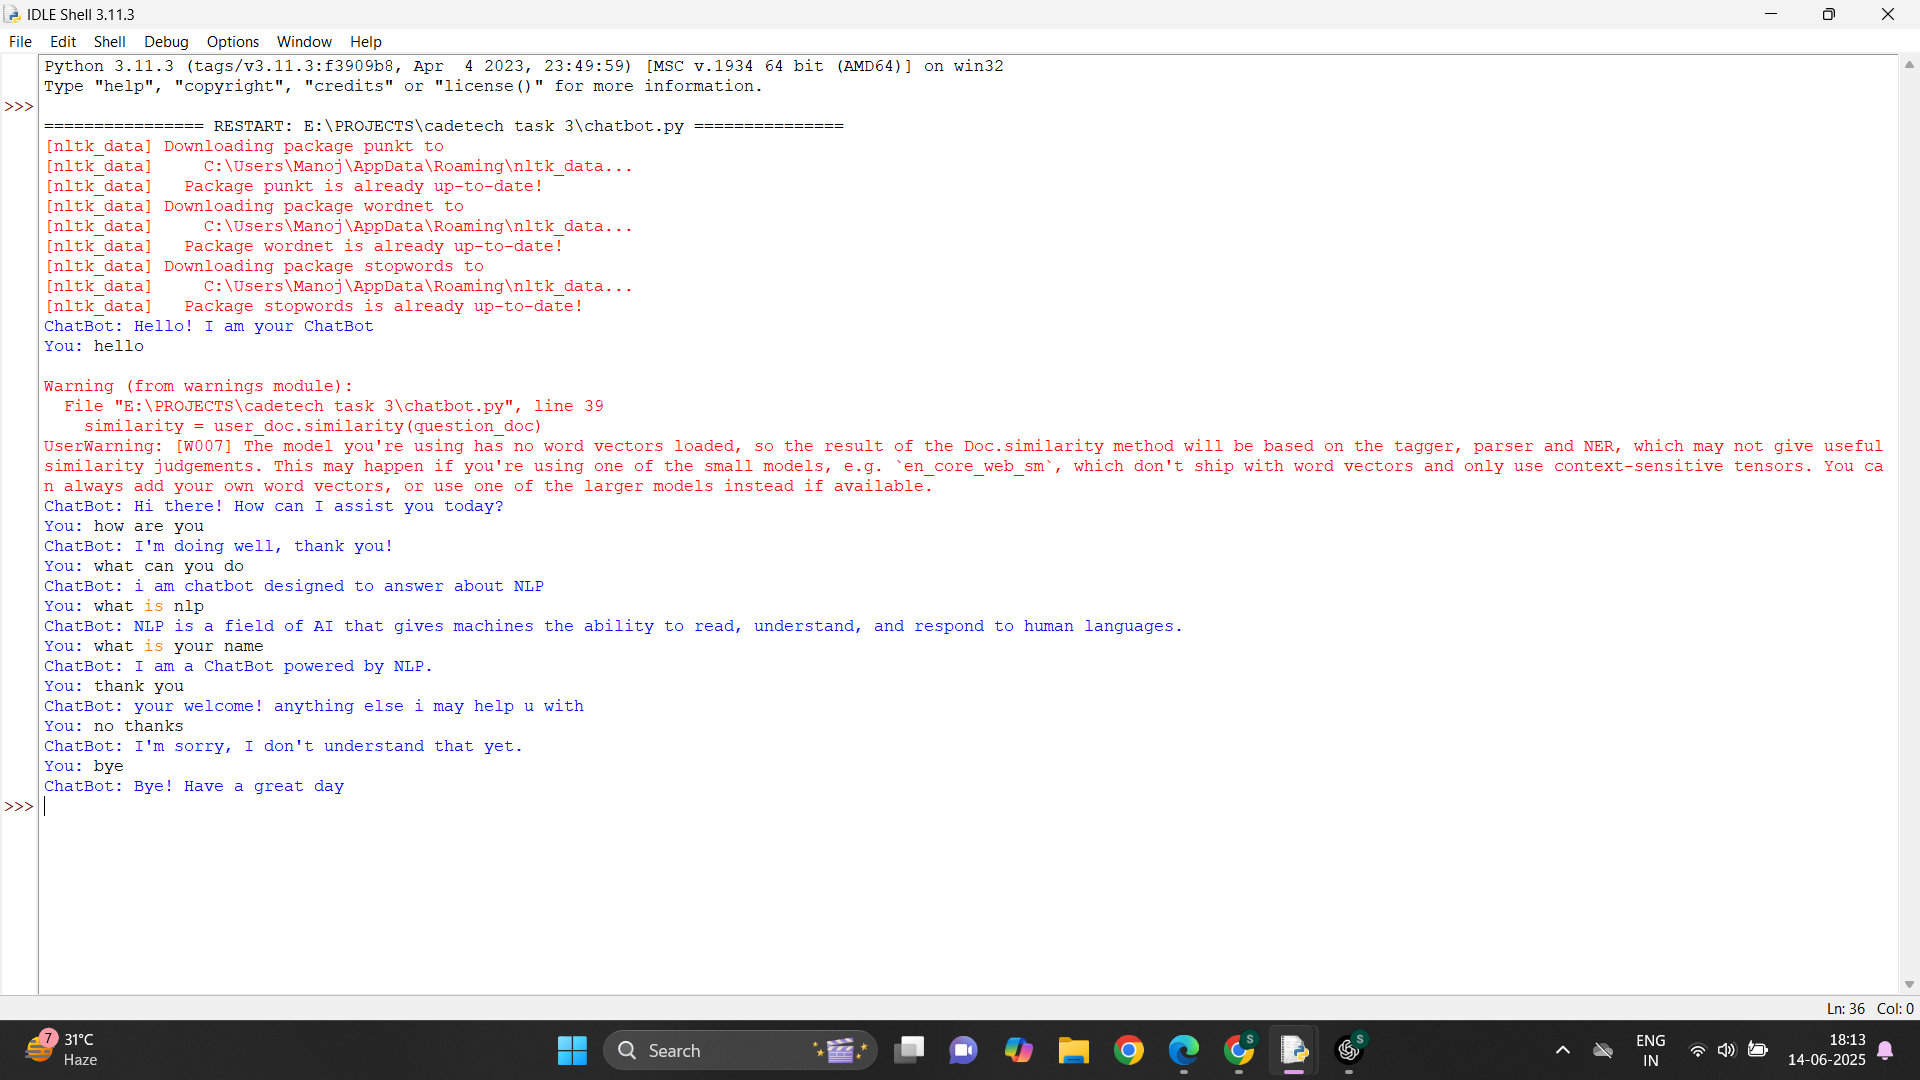 IDLE Shell 3.11.3
File Edit Shell Debug Options Window Help
Python 3.11.3 (tags/v3.11.3:f3909b8, Apr  4 2023, 23:49:59) [MSC v.1934 64 bit (AMD64)] on win32
Type "help", "copyright", "credits" or "license()" for more information.
>>>
================ RESTART: E:\PROJECTS\cadetech task 3\chatbot.py ===============
[nltk_data] Downloading package punkt to
[nltk_data]     C:\Users\Manoj\AppData\Roaming\nltk_data...
[nltk_data]   Package punkt is already up-to-date!
[nltk_data] Downloading package wordnet to
[nltk_data]     C:\Users\Manoj\AppData\Roaming\nltk_data...
[nltk_data]   Package wordnet is already up-to-date!
[nltk_data] Downloading package stopwords to
[nltk_data]     C:\Users\Manoj\AppData\Roaming\nltk_data...
[nltk_data]   Package stopwords is already up-to-date!
ChatBot: Hello! I am your ChatBot
You: hello
Warning (from warnings module):
  File "E:\PROJECTS\cadetech task 3\chatbot.py", line 39
    similarity = user_doc.similarity(question_doc)
UserWarning: [W007] The model you're using has no word vectors loaded, so the result of the Doc.similarity method will be based on the tagger, parser and NER, which may not give useful
similarity judgements. This may happen if you're using one of the small models, e.g. `en_core_web_sm`, which don't ship with word vectors and only use context-sensitive tensors. You ca
n always add your own word vectors, or use one of the larger models instead if available.
ChatBot: Hi there! How can I assist you today?
You: how are you
ChatBot: I'm doing well, thank you!
You: what can you do
ChatBot: i am chatbot designed to answer about NLP
You: what is nlp
ChatBot: NLP is a field of AI that gives machines the ability to read, understand, and respond to human languages.
You: what is your name
ChatBot: I am a ChatBot powered by NLP.
You: thank you
ChatBot: your welcome! anything else i may help u with
You: no thanks
ChatBot: I'm sorry, I don't understand that yet.
You: bye
ChatBot: Bye! Have a great day
>>>
Ln: 36 Col: 0
7
31°C
Haze
Search
S
S
ENG
IN
18:13
14-06-2025